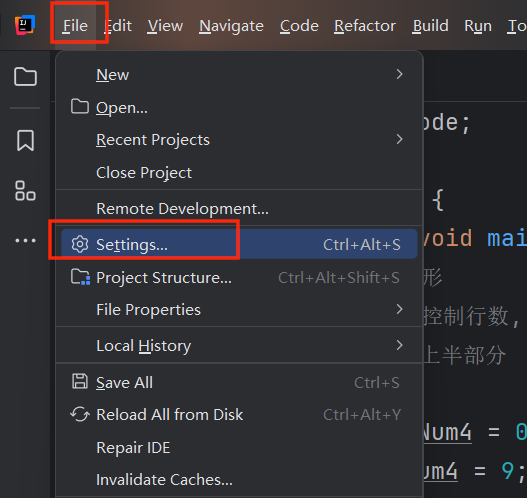 File Edit View Navigate Code Refactor Build Run To
New
Open...
Recent Projects
Close Project
Remote Development...
Settings... Ctrl+Alt+S
Project Structure... Ctrl+Alt+Shift+S
File Properties
Local History
Save All Ctrl+S
Reload All from Disk Ctrl+Alt+Y
Repair IDE
Invalidate Caches...
ode;
{
void mai
形
控制行数,
上半部分
Num4 = 0
um4 = 9;